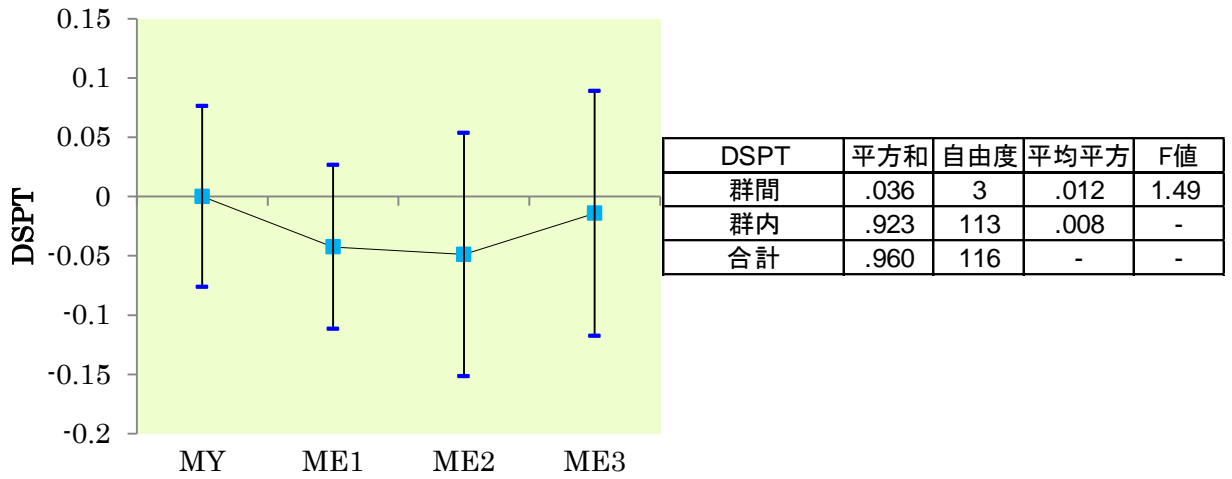 0.15
0.1
0.05
0
-0.05
-0.1
-0.15
-0.2
DSPT
MY ME1 ME2 ME3
DSPT 平方和 自由度 平均平方 F値
群間 .036 3 .012 1.49
群内 .923 113 .008 -
合計 .960 116 - -